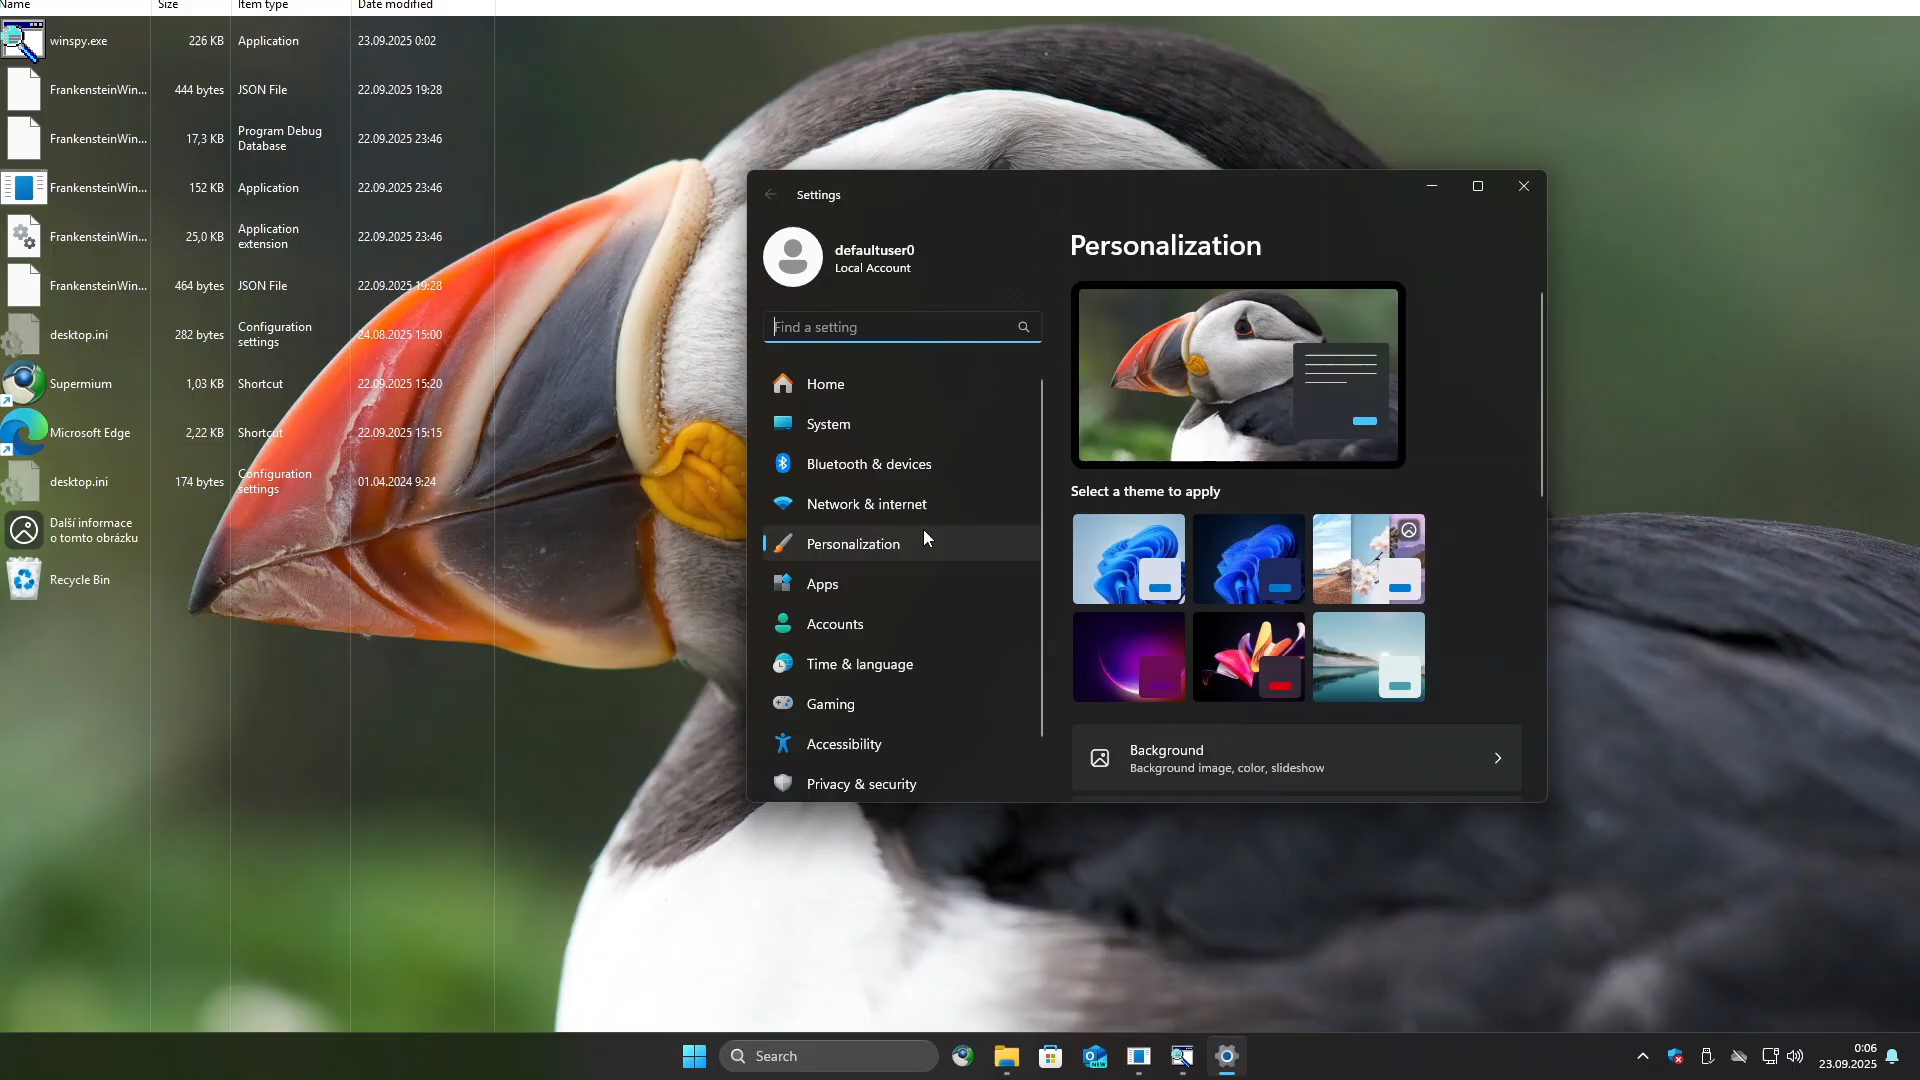 Name Size Item type Date modified
winspy.exe 226 KB Application 23.09.2025 0:02
FrankensteinWin... 444 bytes JSON File 22.09.2025 19:28
FrankensteinWin... 17,3 KB Program Debug Database 22.09.2025 23:46
FrankensteinWin... 152 KB Application 22.09.2025 23:46
FrankensteinWin... 25,0 KB Application extension 22.09.2025 23:46
FrankensteinWin... 464 bytes JSON File 22.09.2025 19:28
desktop.ini 282 bytes Configuration settings 24.08.2025 15:00
Supermium 1,03 KB Shortcut 22.09.2025 15:20
Microsoft Edge 2,22 KB Shortcut 22.09.2025 15:15
desktop.ini 174 bytes Configuration settings 01.04.2024 9:24
Další informace
o tomto obrázku
Recycle Bin
Settings
defaultuser0
Local Account
Find a setting
Home
System
Bluetooth & devices
Network & internet
Personalization
Apps
Accounts
Time & language
Gaming
Accessibility
Privacy & security
Personalization
Select a theme to apply
Background
Background image, color, slideshow
Search
NEW
0:06
23.09.2025